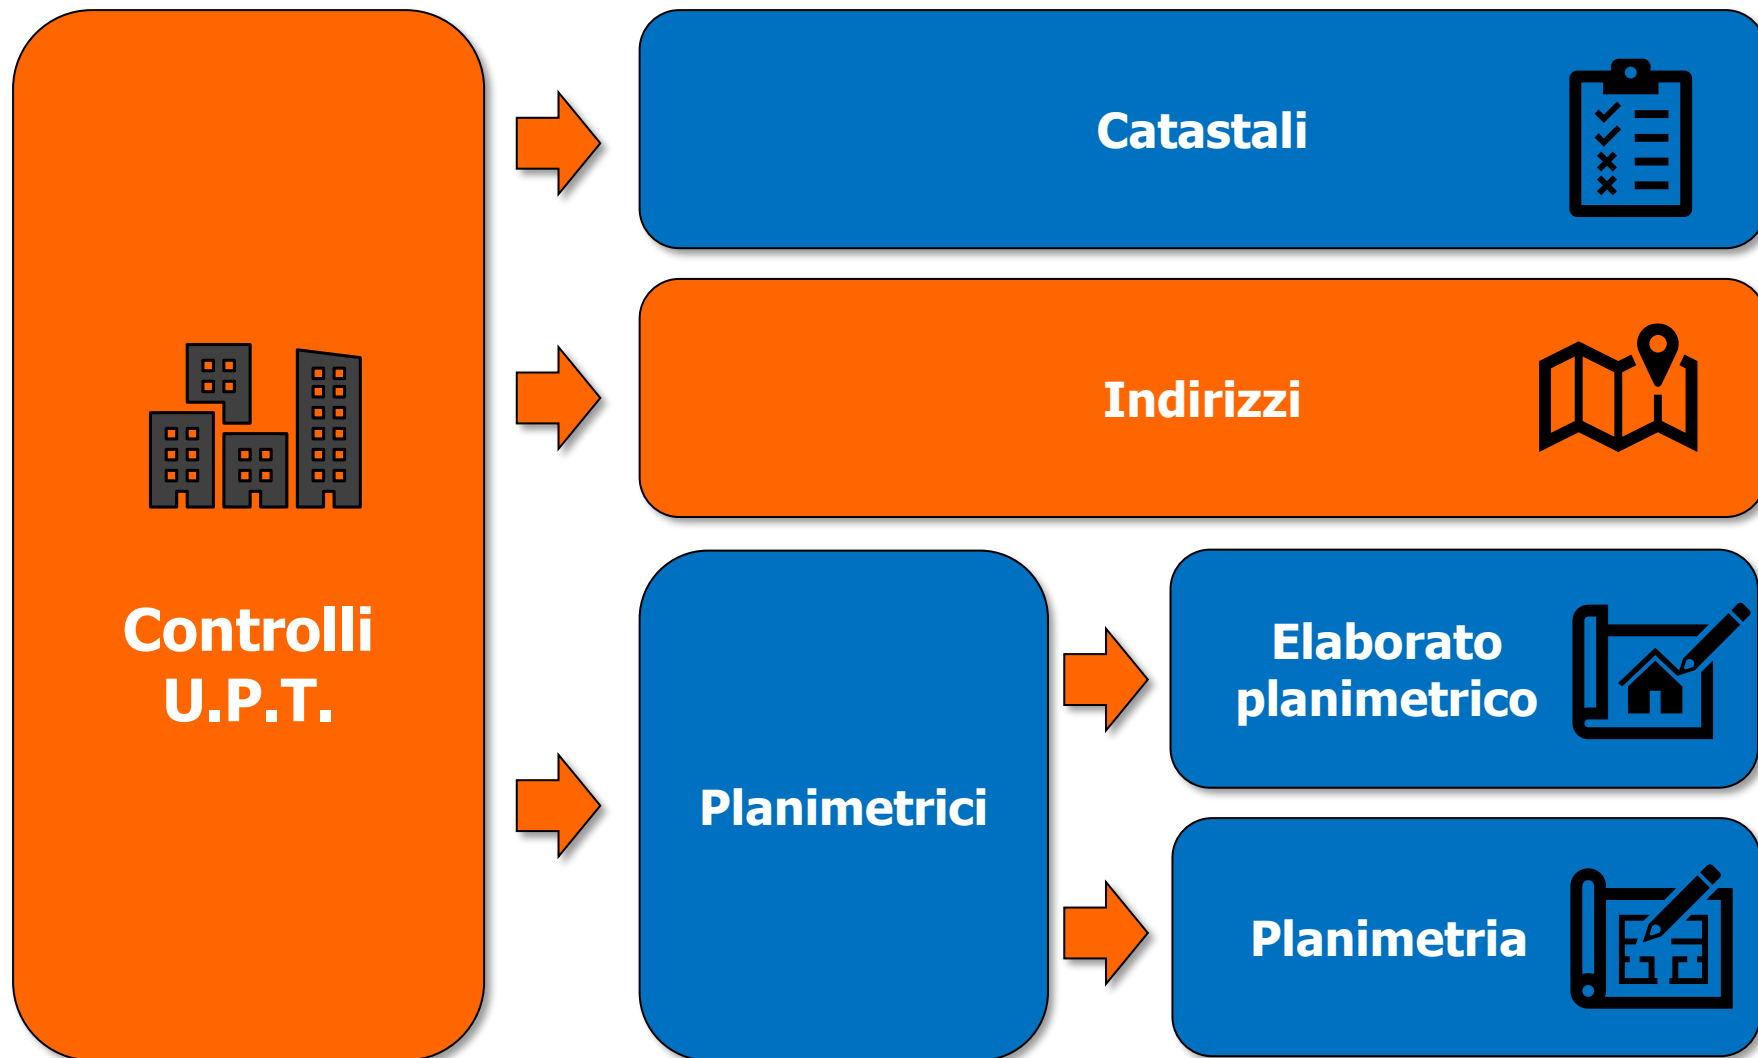 Controlli
U.P.T.
Catastali
Indirizzi
Planimetrici
Elaborato
planimetrico
Planimetria